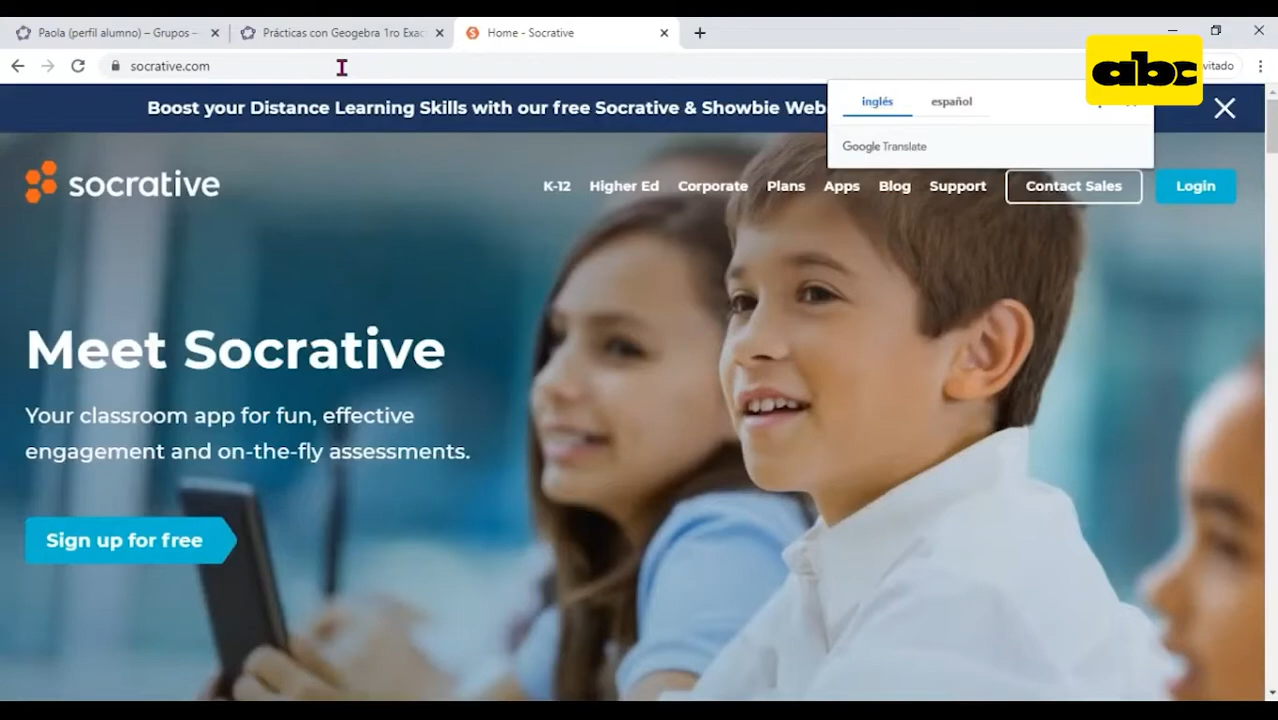 Paola (perfil alumno) – Grupos –
Prácticas con Geogebra 1ro Exac
Home - Socrative
socrative.com
vitado
abc
Boost your Distance Learning Skills with our free Socrative & Showbie Web
inglés
español
Google Translate
socrative
K-12
Higher Ed
Corporate
Plans
Apps
Blog
Support
Contact Sales
Login
Meet Socrative
Your classroom app for fun, effective
engagement and on-the-fly assessments.
Sign up for free